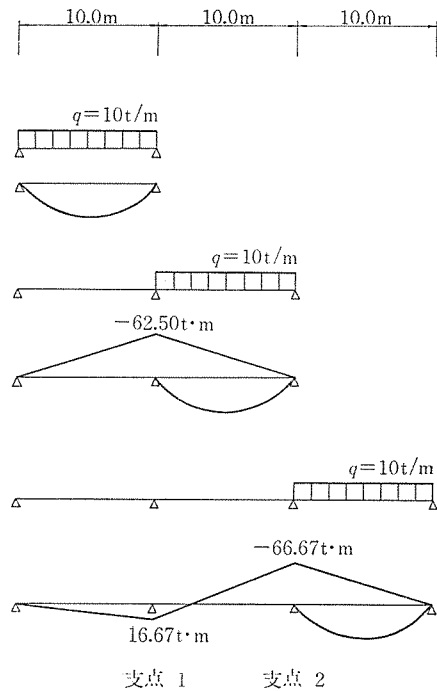 10.0m 10.0m 10.0m
q=10t/m
q=10t/m
−62.50t·m
q=10t/m
−66.67t·m
16.67t·m
支点 1 支点 2